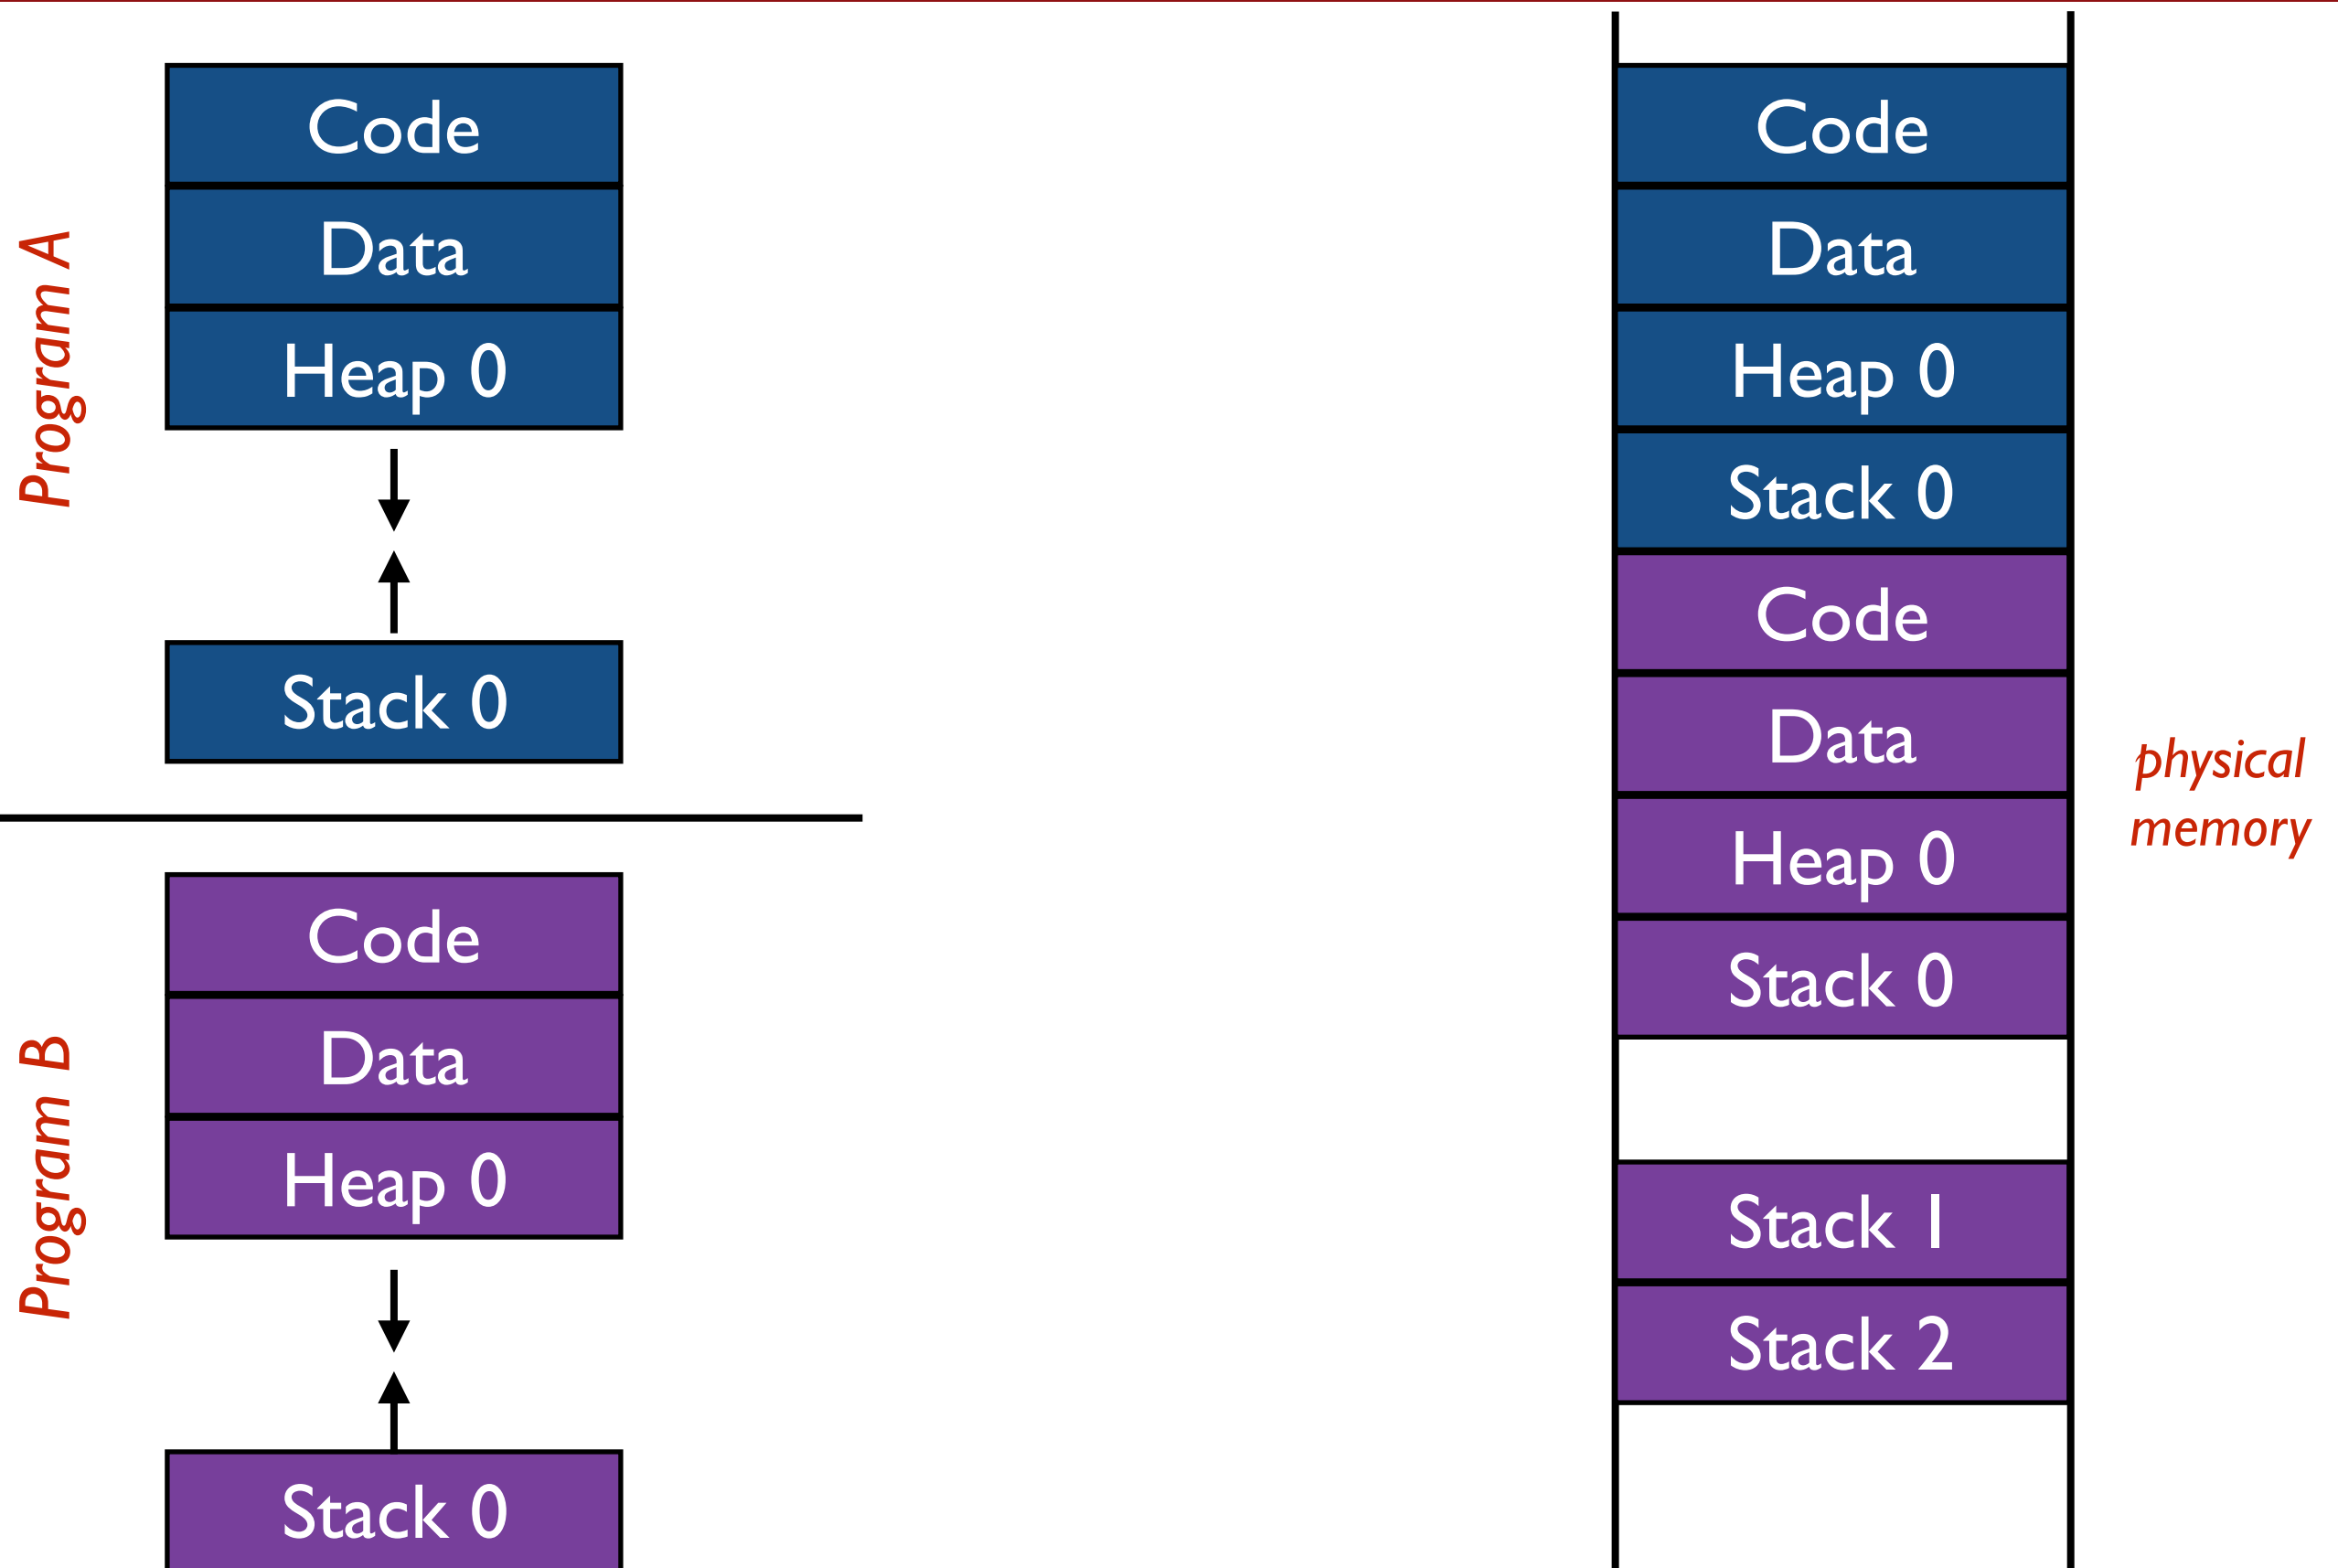 Program A
Code
Data
Heap 0
Stack 0
Program B
Code
Data
Heap 0
Stack 0
Code
Data
Heap 0
Stack 0
Code
Data
Heap 0
Stack 0
Stack 1
Stack 2
physical
memory